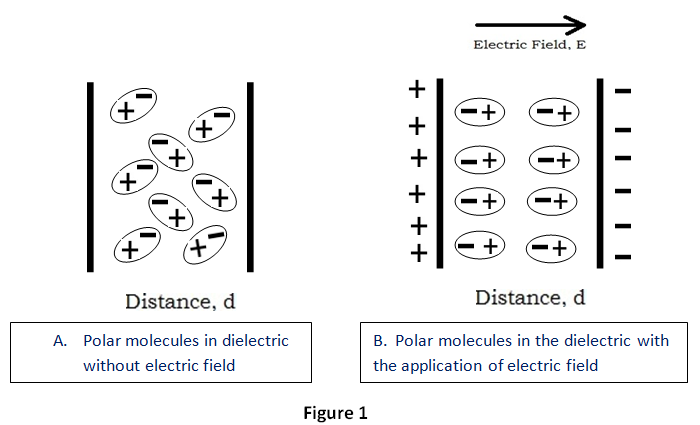 Electric Field, E
Distance, d
Distance, d
A. Polar molecules in dielectric
without electric field
B. Polar molecules in the dielectric with
the application of electric field
Figure 1